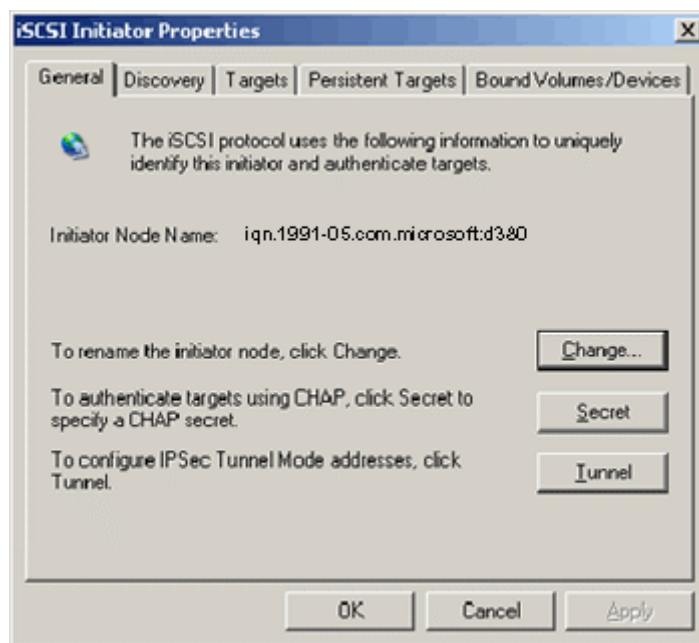 iSCSI Initiator Properties
General Discovery Targets Persistent Targets Bound Volumes/Devices
The iSCSI protocol uses the following information to uniquely
identify this initiator and authenticate targets.
Initiator Node Name: iqn.1991-05.com.microsoft:d380
To rename the initiator node, click Change.
Change...
To authenticate targets using CHAP, click Secret to
specify a CHAP secret.
Secret
To configure IPSec Tunnel Mode addresses, click
Tunnel.
Tunnel
OK Cancel Apply